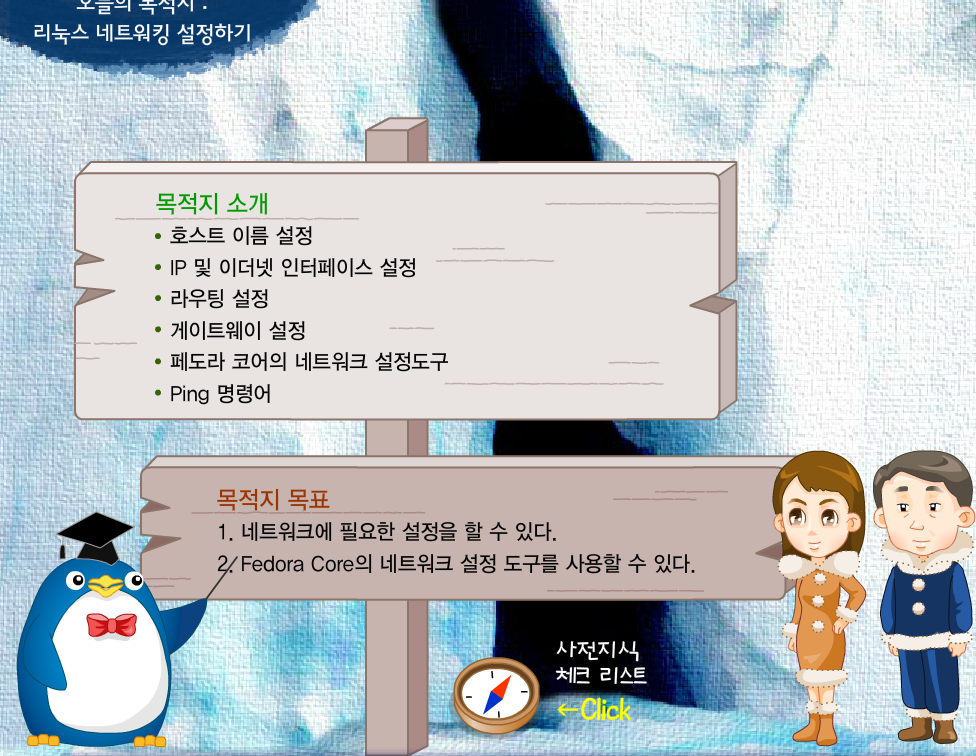 오늘의 목적지 :
리눅스 네트워킹 설정하기
목적지 소개
• 호스트 이름 설정
• IP 및 이더넷 인터페이스 설정
• 라우팅 설정
• 게이트웨이 설정
• 페도라 코어의 네트워크 설정도구
• Ping 명령어
목적지 목표
1. 네트워크에 필요한 설정을 할 수 있다.
2. Fedora Core의 네트워크 설정 도구를 사용할 수 있다.
사전지식
체크 리스트
←Click